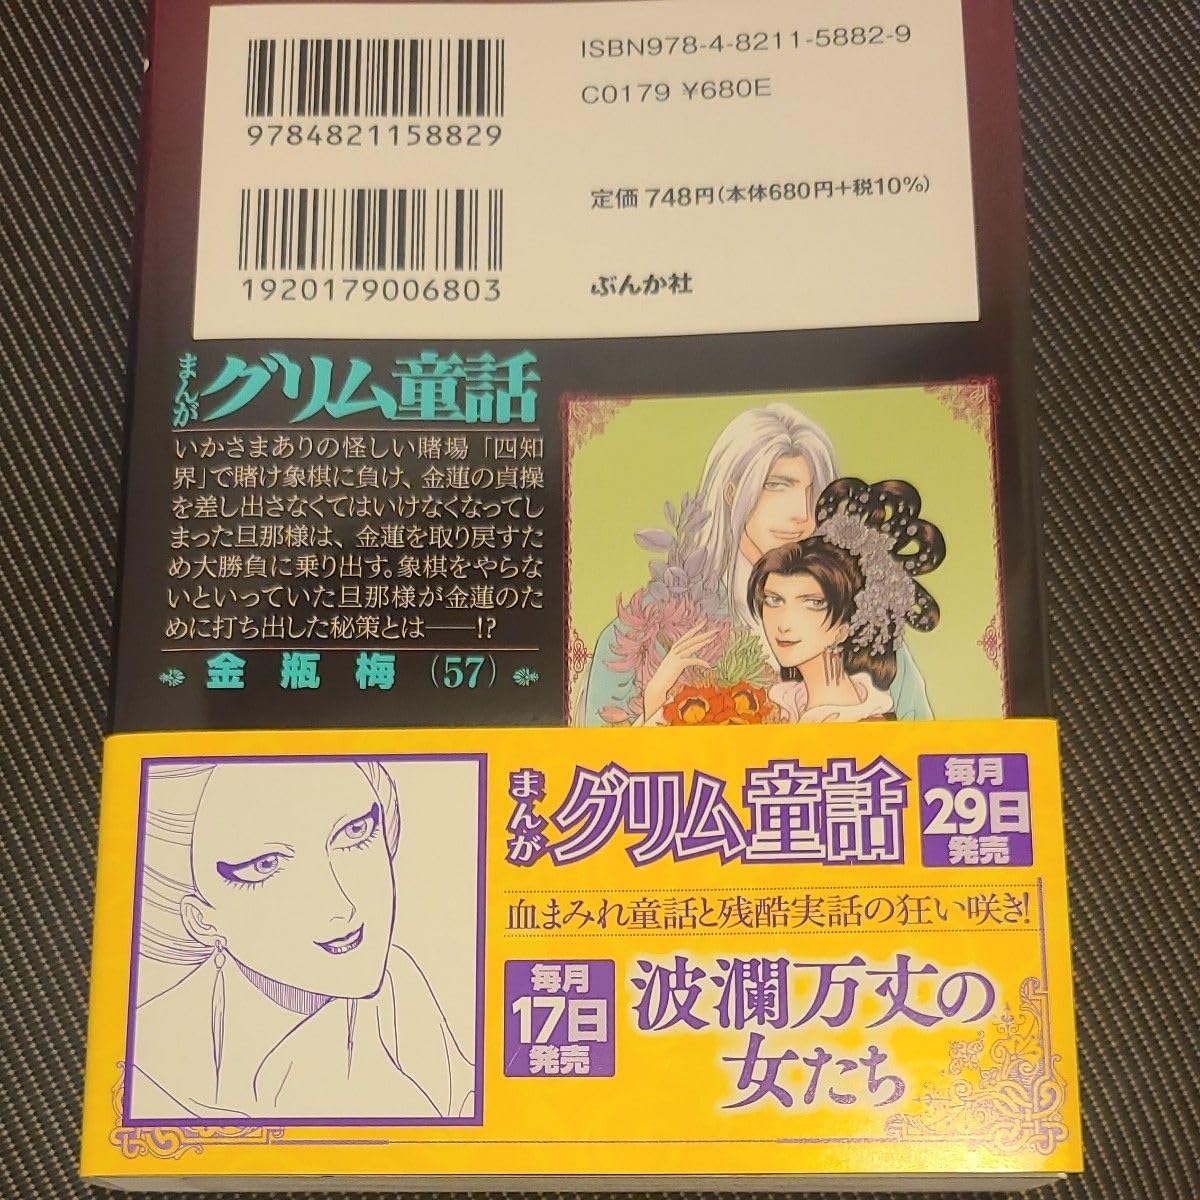 ISBN978-4-8211-5882-9
C0179 ¥680E
9784821158829
定価 748円(本体680円+税10%)
1920179006803
ぶんか社
まんが グリム童話
いかさまありの怪しい賭場「四知
界」で賭け象棋に負け、金蓮の貞操
を差し出さなくてはいけなくなってし
まった旦那様は、金蓮を取り戻すた
め大勝負に乗り出す。象棋をやらな
いといっていた旦那様が金蓮のた
めに打ち出した秘策とは――!?
金瓶梅(57)
まんが グリム童話
毎月
29日
発売
血まみれ童話と残酷実話の狂い咲き!
毎月
17日
発売
波瀾万丈の
女たち